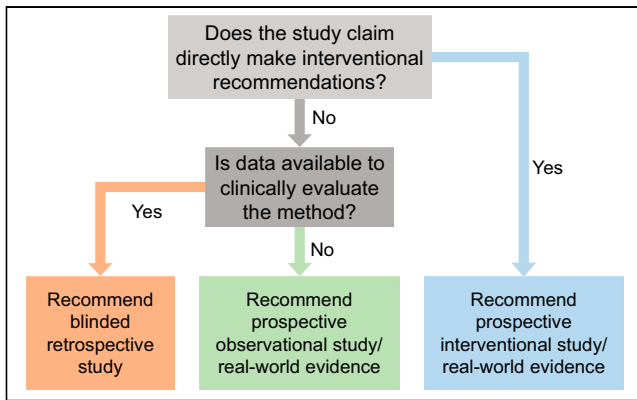 Does the study claim
directly make interventional
recommendations?
No
Yes
Is data available to
clinically evaluate
the method?
Yes
No
Recommend
blinded
retrospective
study
Recommend
prospective
observational study/
real-world evidence
Recommend
prospective
interventional study/
real-world evidence